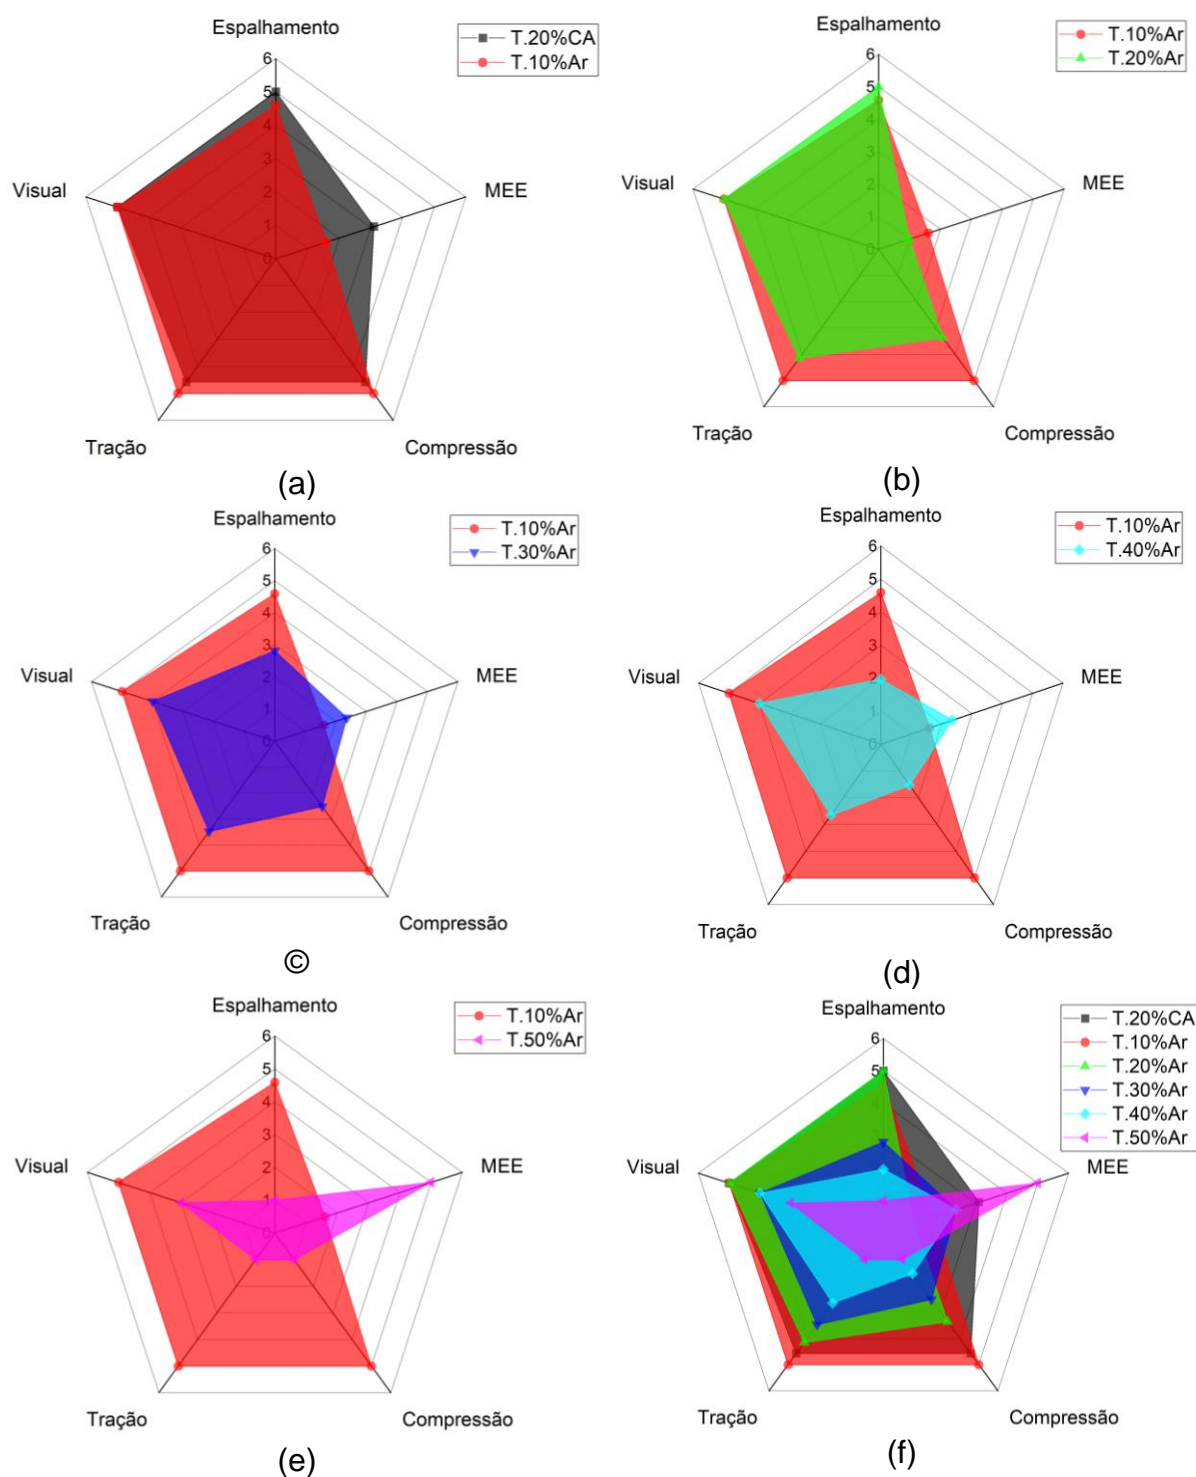 Espalhamento
T.20%CA
T.10%Ar
6
5
4
3
2
1
0
MEE
Visual
Tração
Compressão
(a)
Espalhamento
T.10%Ar
T.20%Ar
6
5
4
3
2
1
0
MEE
Visual
Tração
Compressão
(b)
Espalhamento
T.10%Ar
T.30%Ar
6
5
4
3
2
1
0
MEE
Visual
Tração
Compressão
©
Espalhamento
T.10%Ar
T.40%Ar
6
5
4
3
2
1
0
MEE
Visual
Tração
Compressão
(d)
Espalhamento
T.10%Ar
T.50%Ar
6
5
4
3
2
1
0
MEE
Visual
Tração
Compressão
(e)
Espalhamento
T.20%CA
T.10%Ar
T.20%Ar
T.30%Ar
T.40%Ar
T.50%Ar
6
5
MEE
Visual
Tração
Compressão
(f)